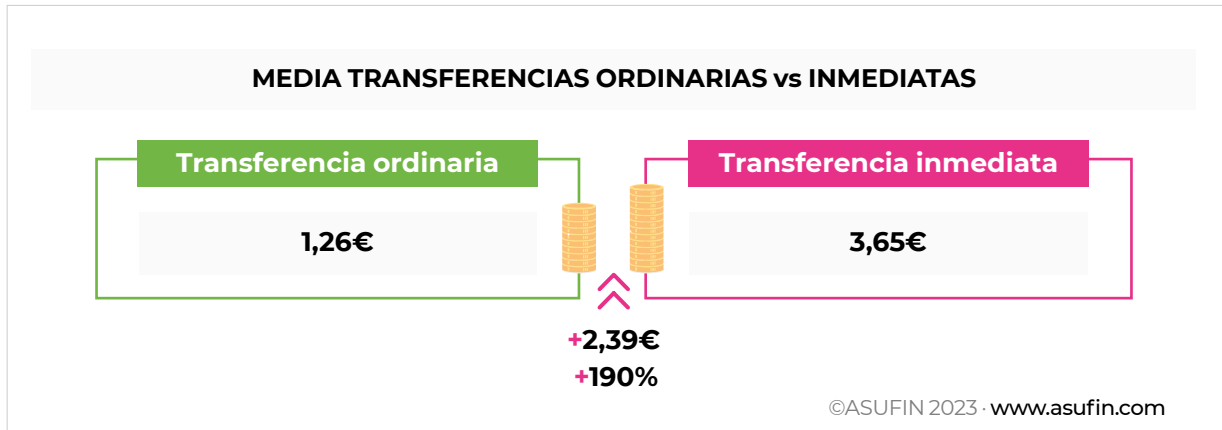 MEDIA TRANSFERENCIAS ORDINARIAS vs INMEDIATAS
Transferencia ordinaria
1,26€
Transferencia inmediata
3,65€
+2,39€
+190%
©ASUFIN 2023 · www.asufin.com